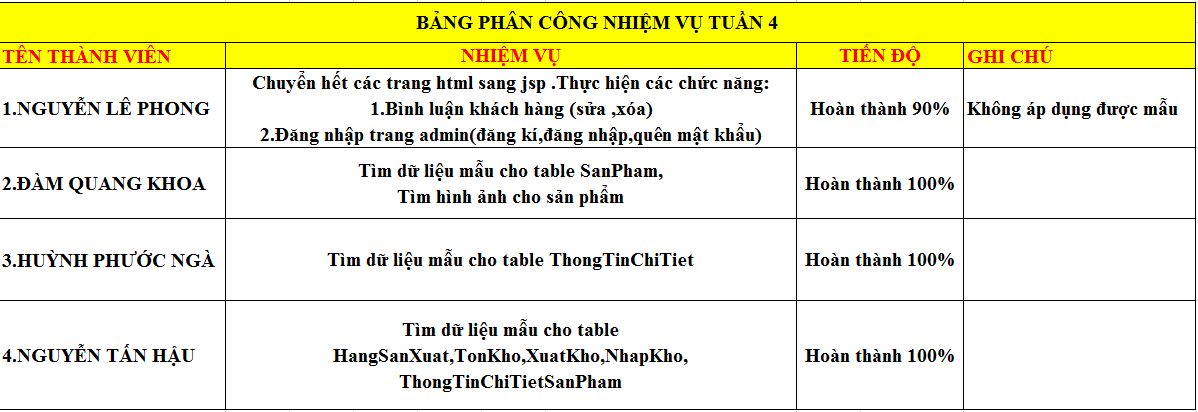 BẢNG PHÂN CÔNG NHIỆM VỤ TUẦN 4
TÊN THÀNH VIÊN NHIỆM VỤ TIẾN ĐỘ GHI CHÚ
1.NGUYỄN LÊ PHONG
Chuyển hết các trang html sang jsp .Thực hiện các chức năng:
1.Bình luận khách hàng (sữa ,xóa)
2.Đăng nhập trang admin(đăng kí,đăng nhập,quên mật khẩu)
Hoàn thành 90%
Không áp dụng được mẫu
2.ĐÀM QUANG KHOA
Tìm dữ liệu mẫu cho table SanPham,
Tìm hình ảnh cho sản phẩm
Hoàn thành 100%
3.HUỲNH PHƯỚC NGÀ
Tìm dữ liệu mẫu cho table ThongTinChiTiet
Hoàn thành 100%
4.NGUYỄN TẤN HẬU
Tìm dữ liệu mẫu cho table
HangSanXuat,TonKho,XuatKho,NhapKho,
ThongTinChiTietSanPham
Hoàn thành 100%